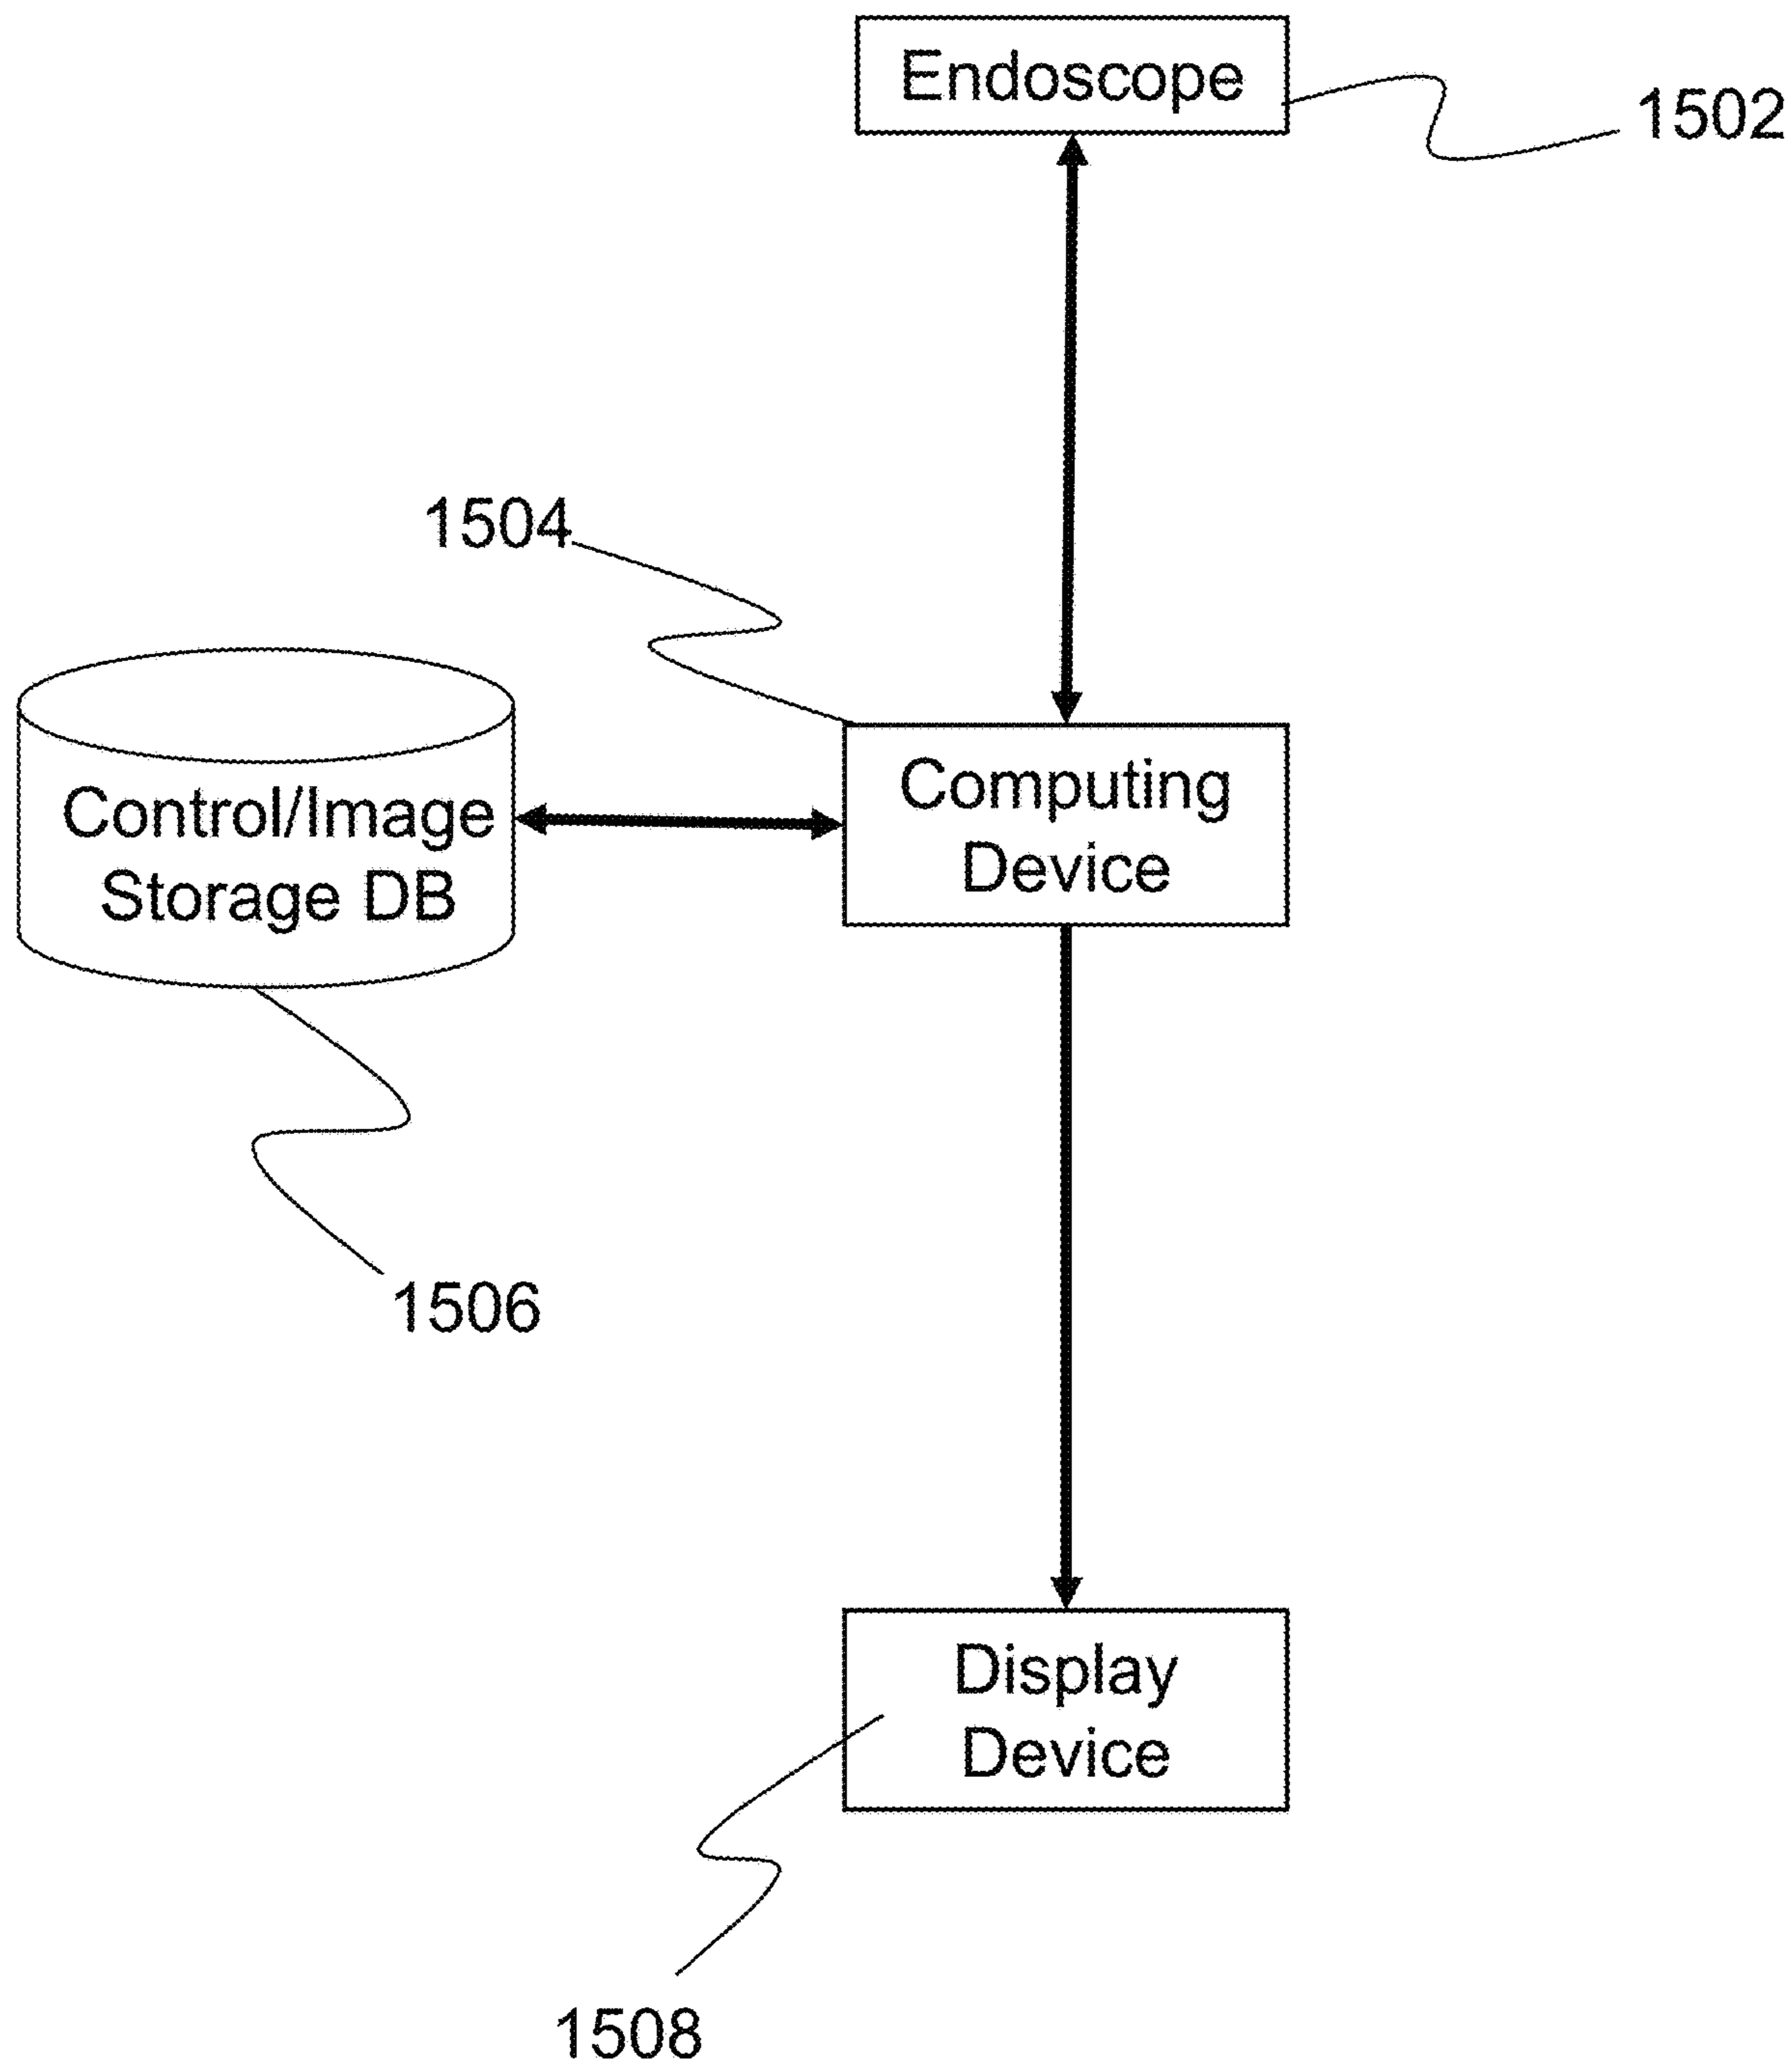 Endoscope
1502
1504
Computing
Device
Control/Image
Storage DB
1506
Display
Device
1508